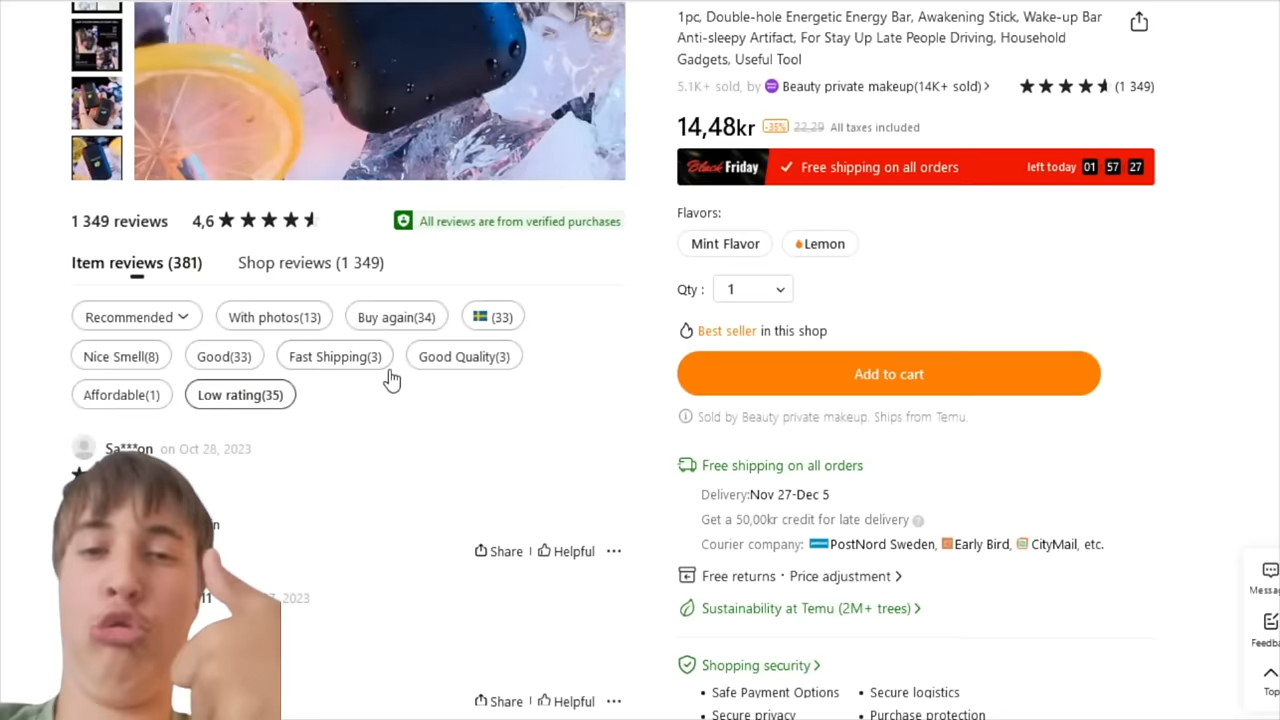 1pc, Double-hole Energetic Energy Bar, Awakening Stick, Wake-up Bar
Anti-sleepy Artifact, For Stay Up Late People Driving, Household
Gadgets, Useful Tool
5.1K+ sold, by Beauty private makeup(14K+ sold) (1 349)
14,48kr -35% 22,29 All taxes included
Black Friday Free shipping on all orders left today 01 57 27
Flavors:
Mint Flavor Lemon
Qty : 1
Best seller in this shop
Add to cart
Sold by Beauty private makeup. Ships from Temu.
Free shipping on all orders
Delivery:Nov 27-Dec 5
Get a 50,00kr credit for late delivery
Courier company: PostNord Sweden, Early Bird, CityMail, etc.
Free returns · Price adjustment
Sustainability at Temu (2M+ trees)
Shopping security
• Safe Payment Options • Secure logistics
• Secure privacy • Purchase protection
1 349 reviews 4,6 All reviews are from verified purchases
Item reviews (381) Shop reviews (1 349)
Recommended With photos(13) Buy again(34) (33)
Nice Smell(8) Good(33) Fast Shipping(3) Good Quality(3)
Affordable(1) Low rating(35)
Sa***on on Oct 28, 2023
Share Helpful ...
2023
Share Helpful ...
Messa
Feedba
Top